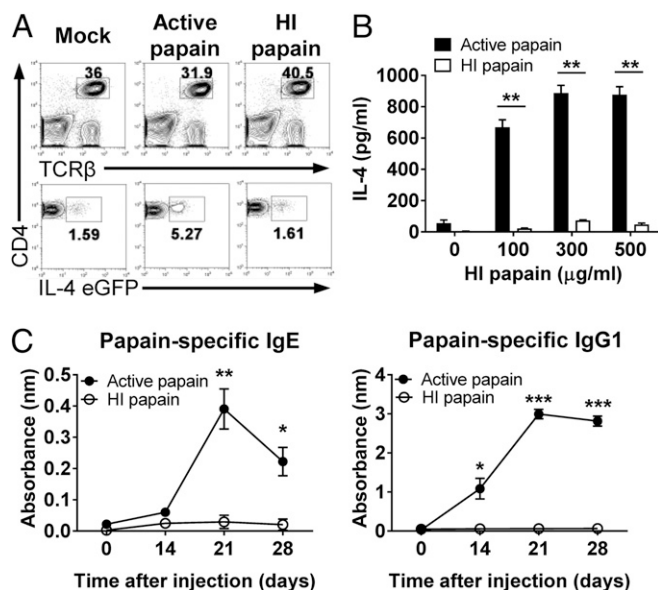 A
Mock
Active
papain
HI
papain
36
31.9
40.5
TCRβ
CD4
1.59
5.27
1.61
IL-4 eGFP
B
Active papain
HI papain
IL-4 (pg/ml)
1000
800
600
400
200
0
**
**
**
0
100
300
500
HI papain (μg/ml)
C
Papain-specific IgE
Active papain
HI papain
Absorbance (nm)
0.5
0.4
0.3
0.2
0.1
0.0
**
*
0
14
21
28
Time after injection (days)
Papain-specific IgG1
Active papain
HI papain
Absorbance (nm)
4
3
2
1
0
*
***
***
0
14
21
28
Time after injection (days)